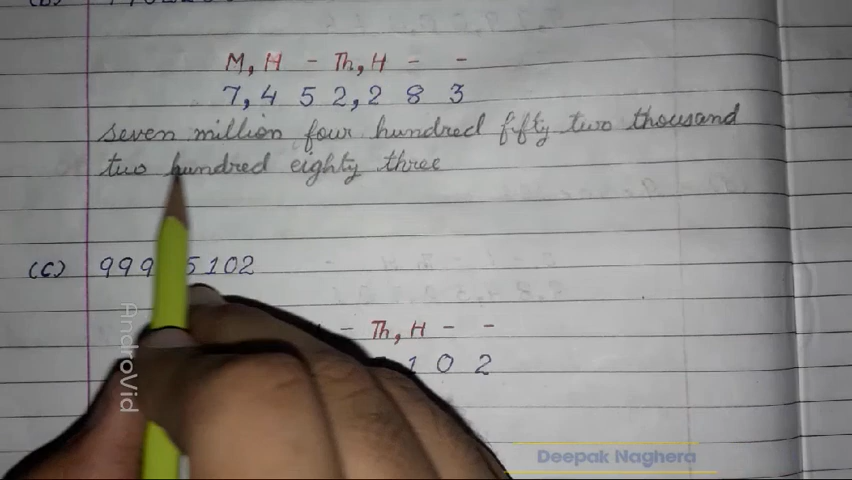 (b)
M, H - Th, H - -
7, 4 5 2, 2 8 3
seven million four hundred fifty two thousand
two hundred eighty three
(C) 999 5102
- Th, H - -
1 0 2
AndroVid
Deepak Naghera